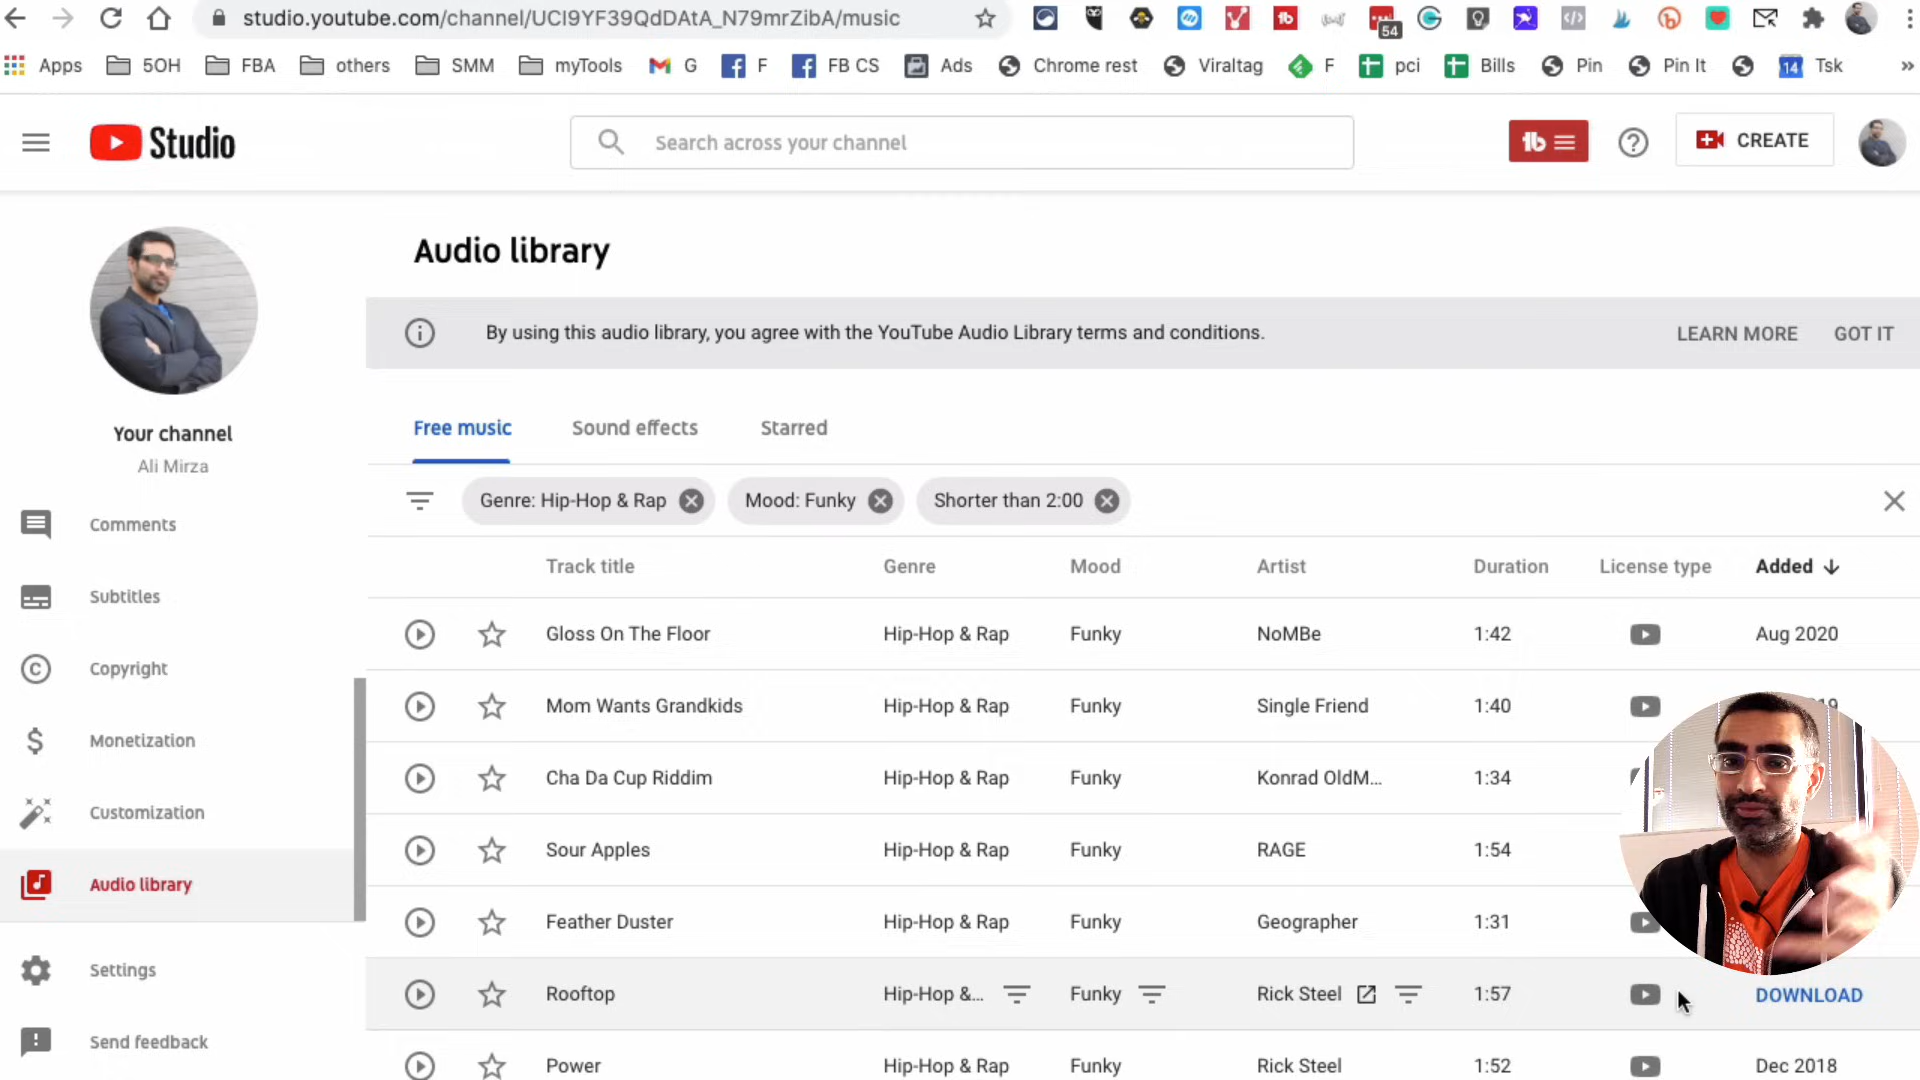 studio.youtube.com/channel/UCI9YF39QdDAtA_N79mrZibA/music
54
Apps 5OH FBA others SMM myTools G F FB CS Ads Chrome rest Viraltag F pci Bills Pin Pin It 14 Tsk »
Studio Search across your channel tb CREATE
Audio library
By using this audio library, you agree with the YouTube Audio Library terms and conditions. LEARN MORE GOT IT
Your channel
Ali Mirza
Comments
Subtitles
Copyright
Monetization
Customization
Audio library
Settings
Send feedback
Free music Sound effects Starred
Genre: Hip-Hop & Rap Mood: Funky Shorter than 2:00
Track title Genre Mood Artist Duration License type Added
Gloss On The Floor Hip-Hop & Rap Funky NoMBe 1:42 Aug 2020
Mom Wants Grandkids Hip-Hop & Rap Funky Single Friend 1:40
Cha Da Cup Riddim Hip-Hop & Rap Funky Konrad OldM... 1:34
Sour Apples Hip-Hop & Rap Funky RAGE 1:54
Feather Duster Hip-Hop & Rap Funky Geographer 1:31
Rooftop Hip-Hop &... Funky Rick Steel 1:57 DOWNLOAD
Power Hip-Hop & Rap Funky Rick Steel 1:52 Dec 2018